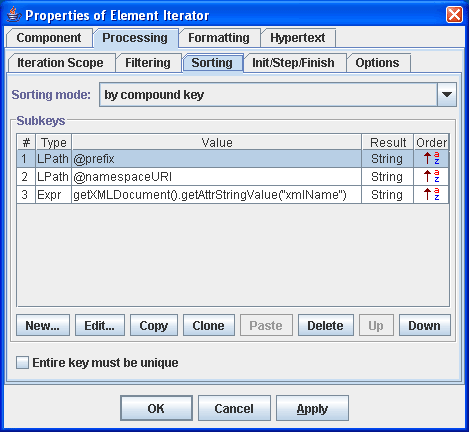 Properties of Element Iterator
Component Processing Formatting Hypertext
Iteration Scope Filtering Sorting Init/Step/Finish Options
Sorting mode: by compound key
Subkeys
# Type Value Result Order
1 LPath @prefix String a z
2 LPath @namespaceURI String a z
3 Expr getXMLDocument().getAttrStringValue("xmlName") String a z
New... Edit... Copy Clone Paste Delete Up Down
Entire key must be unique
OK Cancel Apply